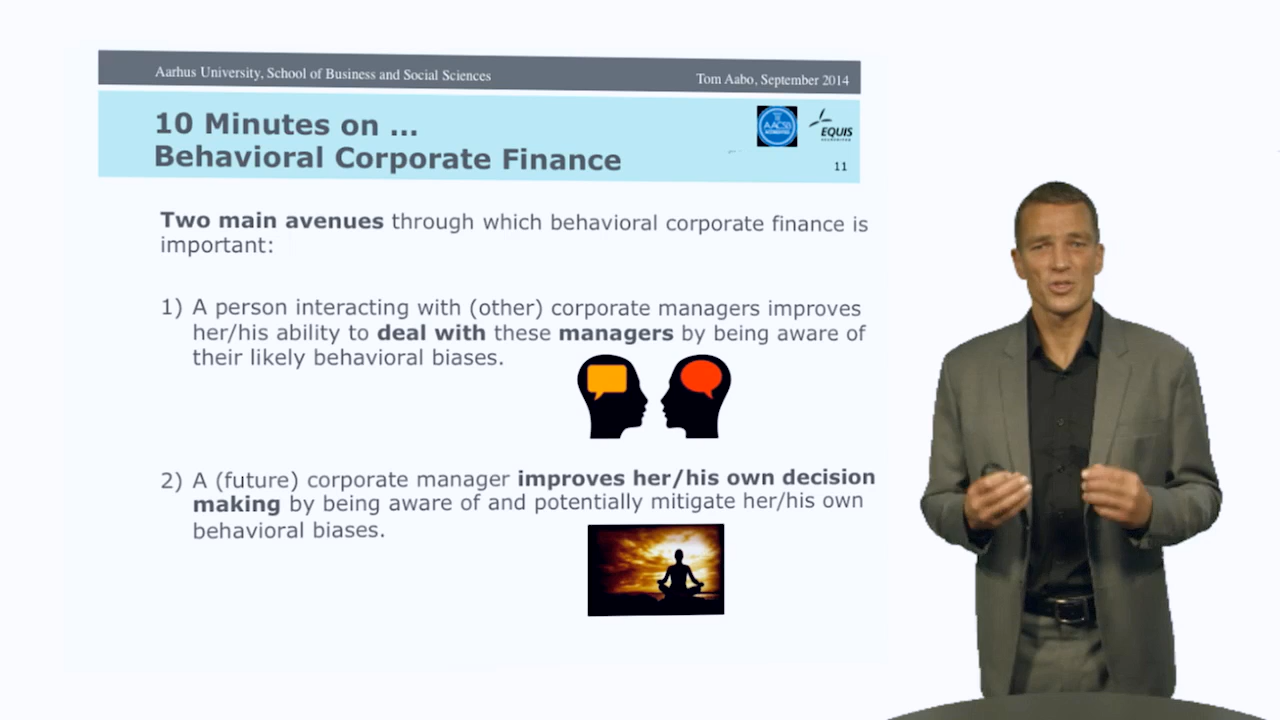 Aarhus University, School of Business and Social Sciences
Tom Aabo, September 2014
10 Minutes on ...
Behavioral Corporate Finance
AACSB
EQUIS
11
Two main avenues through which behavioral corporate finance is
important:
1) A person interacting with (other) corporate managers improves
her/his ability to deal with these managers by being aware of
their likely behavioral biases.
2) A (future) corporate manager improves her/his own decision
making by being aware of and potentially mitigate her/his own
behavioral biases.